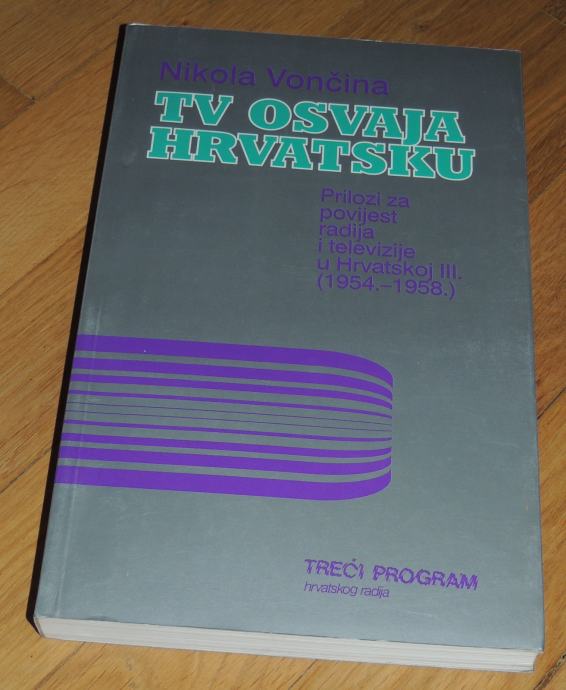 Nikola Vončina
TV OSVAJA
HRVATSKU
Prilozi za
povijest
radija
i televizije
u Hrvatskoj III.
(1954.–1958.)
TREĆI PROGRAM
hrvatskog radija